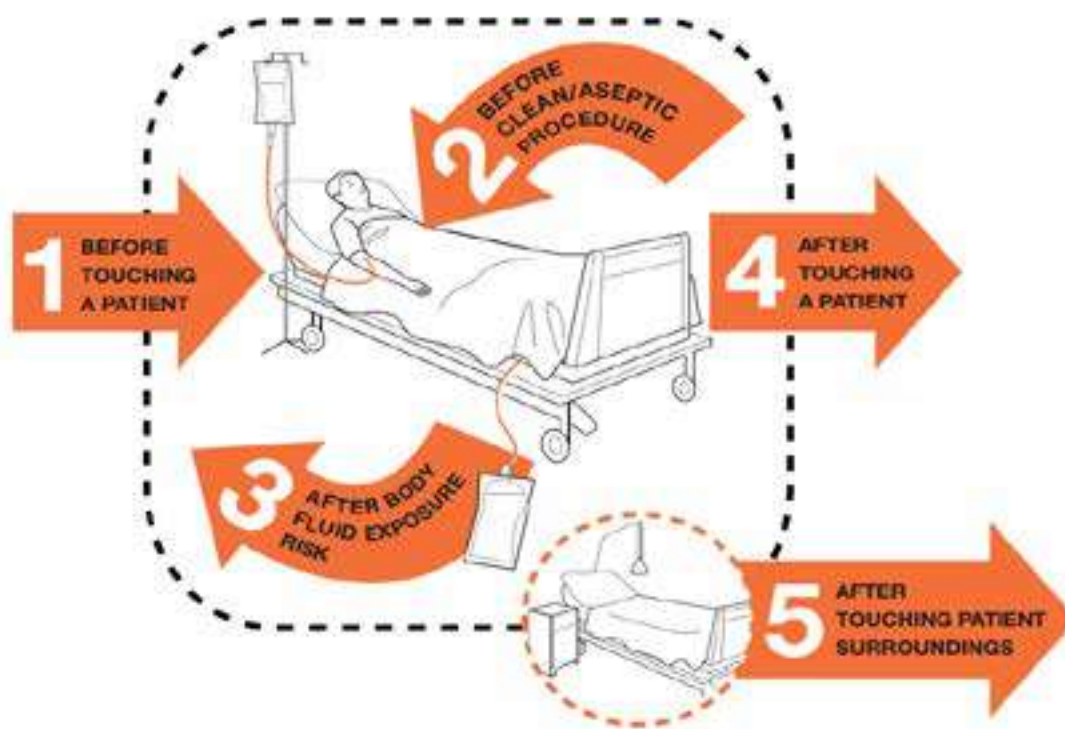 1
BEFORE
TOUCHING
A PATIENT
2
BEFORE
CLEAN/ASEPTIC
PROCEDURE
3
AFTER BODY
FLUID EXPOSURE
RISK
4
AFTER
TOUCHING
A PATIENT
5
AFTER
TOUCHING PATIENT
SURROUNDINGS